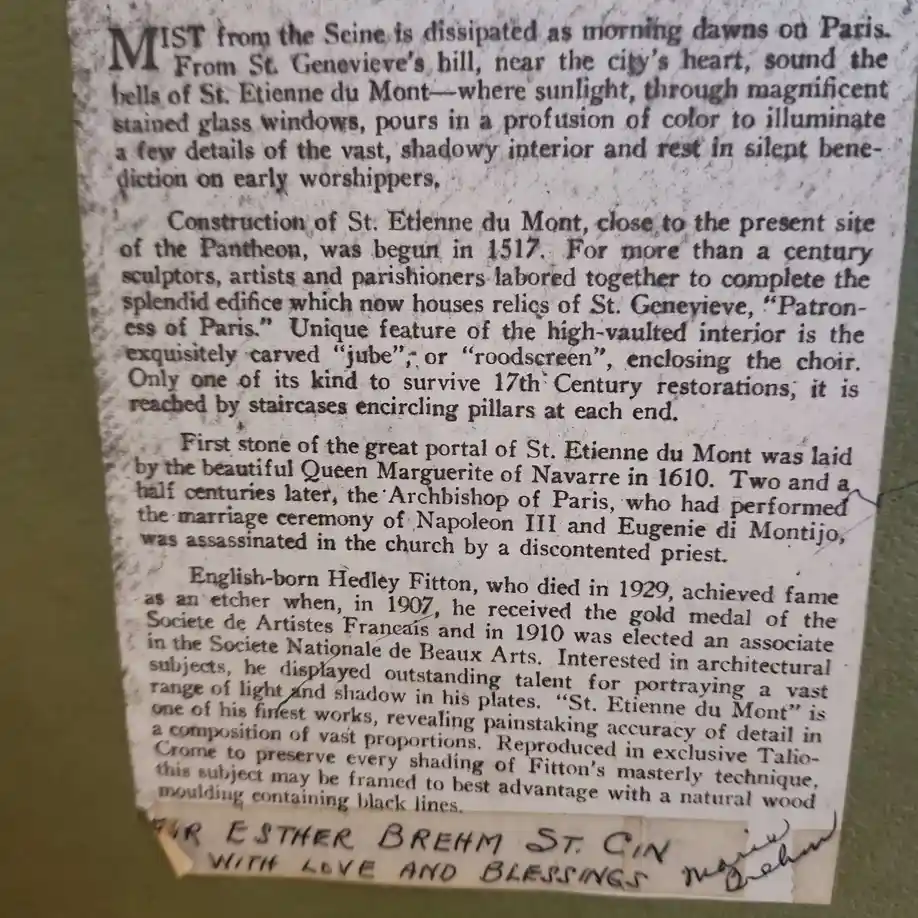 MIST from the Seine is dissipated as morning dawns on Paris.
From St. Genevieve's hill, near the city's heart, sound the
bells of St. Etienne du Mont—where sunlight, through magnificent
stained glass windows, pours in a profusion of color to illuminate
a few details of the vast, shadowy interior and rest in silent bene-
diction on early worshippers.
Construction of St. Etienne du Mont, close to the present site
of the Pantheon, was begun in 1517. For more than a century
sculptors, artists and parishioners labored together to complete the
splendid edifice which now houses relics of St. Genevieve, "Patron-
ess of Paris." Unique feature of the high-vaulted interior is the
exquisitely carved "jube", or "roodscreen", enclosing the choir.
Only one of its kind to survive 17th Century restorations, it is
reached by staircases encircling pillars at each end.
First stone of the great portal of St. Etienne du Mont was laid
by the beautiful Queen Marguerite of Navarre in 1610. Two and a
half centuries later, the Archbishop of Paris, who had performed
the marriage ceremony of Napoleon III and Eugenie di Montijo,
was assassinated in the church by a discontented priest.
English-born Hedley Fitton, who died in 1929, achieved fame
as an etcher when, in 1907, he received the gold medal of the
Societe de Artistes Francais and in 1910 was elected an associate
in the Societe Nationale de Beaux Arts. Interested in architectural
subjects, he displayed outstanding talent for portraying a vast
range of light and shadow in his plates. "St. Etienne du Mont" is
one of his finest works, revealing painstaking accuracy of detail in
a composition of vast proportions. Reproduced in exclusive Talio-
Crome to preserve every shading of Fitton's masterly technique,
this subject may be framed to best advantage with a natural wood
moulding containing black lines.
FOR ESTHER BREHM ST. CIN
WITH LOVE AND BLESSINGS Marie
Brehm